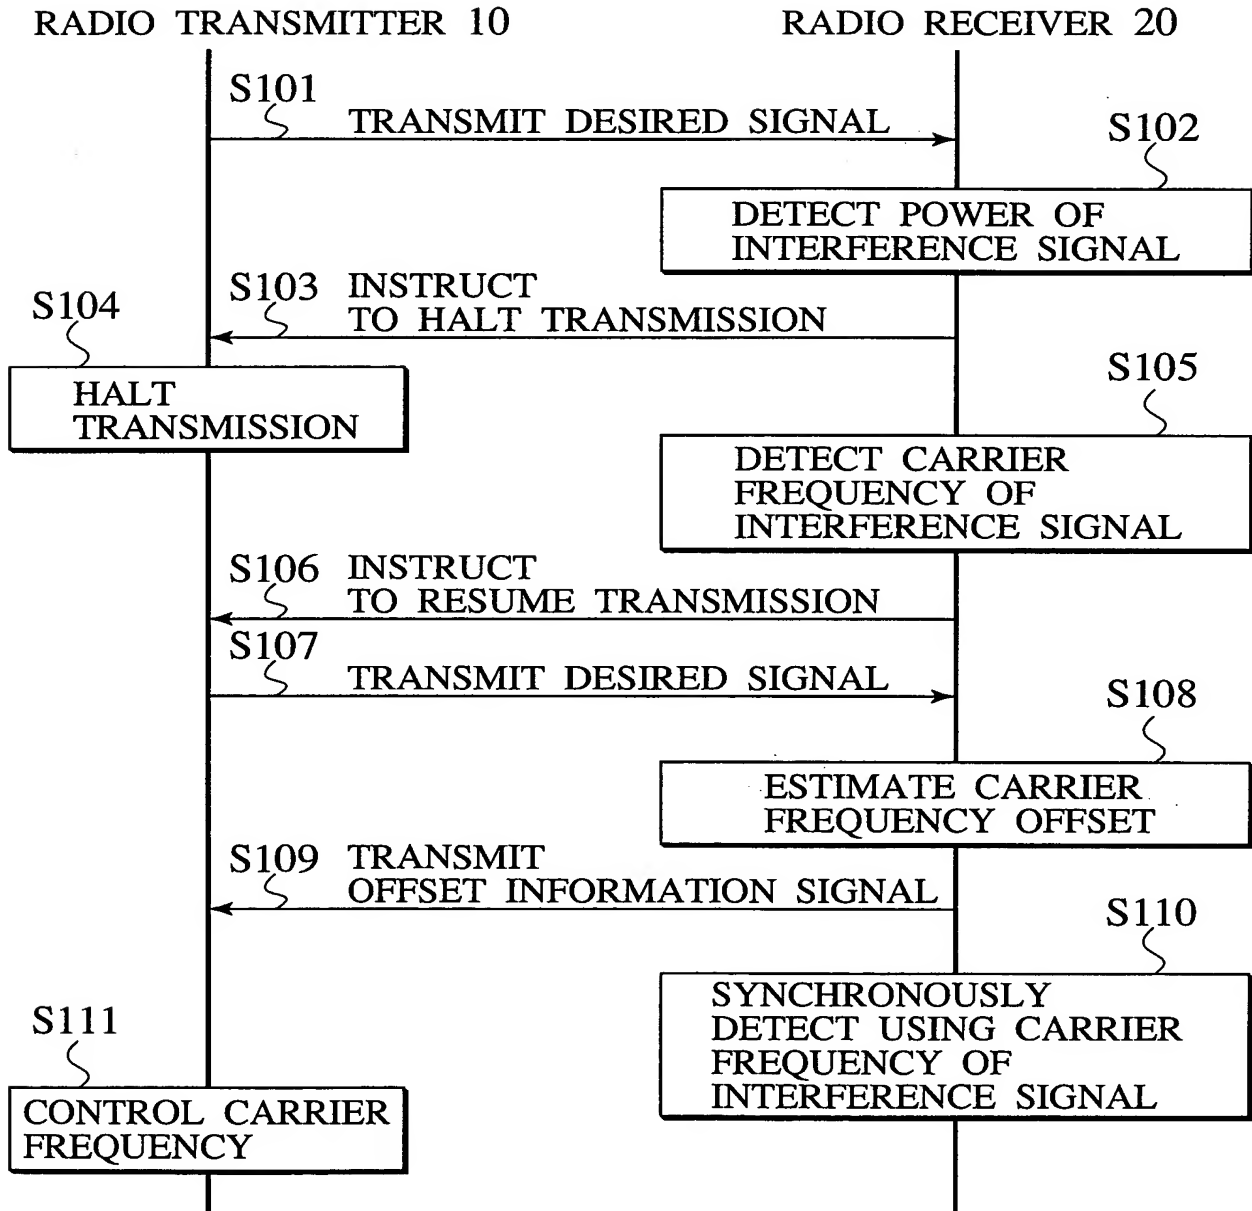 RADIO TRANSMITTER 10
RADIO RECEIVER 20
S101
TRANSMIT DESIRED SIGNAL
S102
DETECT POWER OF
INTERFERENCE SIGNAL
S103
INSTRUCT
TO HALT TRANSMISSION
S104
HALT
TRANSMISSION
S105
DETECT CARRIER
FREQUENCY OF
INTERFERENCE SIGNAL
S106
INSTRUCT
TO RESUME TRANSMISSION
S107
TRANSMIT DESIRED SIGNAL
S108
ESTIMATE CARRIER
FREQUENCY OFFSET
S109
TRANSMIT
OFFSET INFORMATION SIGNAL
S110
SYNCHRONOUSLY
DETECT USING CARRIER
FREQUENCY OF
INTERFERENCE SIGNAL
S111
CONTROL CARRIER
FREQUENCY